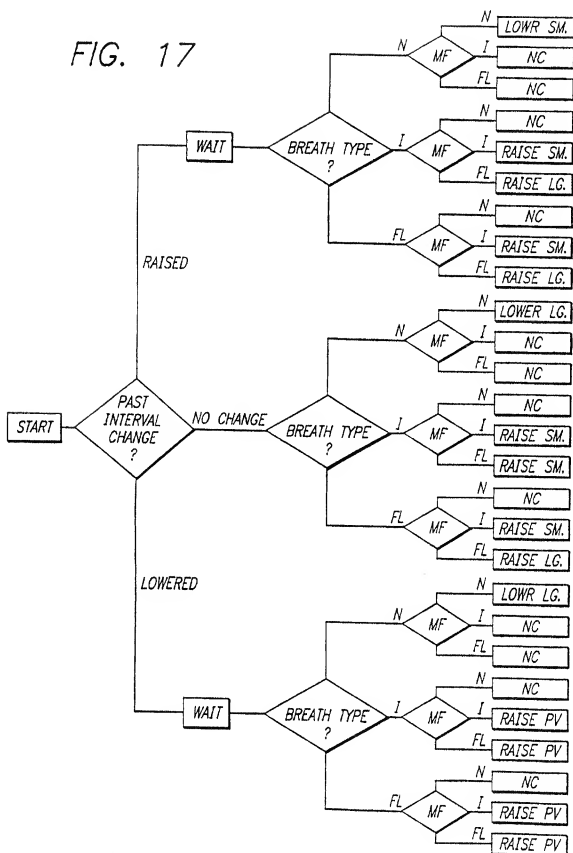 FIG. 17
N
LOWR SM.
N
MF
I
NC
FL
NC
N
NC
WAIT
BREATH TYPE
?
I
MF
I
RAISE SM.
FL
RAISE LG.
N
NC
FL
MF
I
RAISE SM.
FL
RAISE LG.
RAISED
N
LOWER LG.
N
MF
I
NC
FL
NC
START
PAST
INTERVAL
CHANGE
?
NO CHANGE
BREATH TYPE
?
N
NC
I
MF
I
RAISE SM.
FL
RAISE SM.
N
NC
FL
MF
I
RAISE SM.
FL
RAISE LG.
LOWERED
N
LOWR LG.
N
MF
I
NC
FL
NC
N
NC
WAIT
BREATH TYPE
?
I
MF
I
RAISE PV
FL
RAISE PV
N
NC
FL
MF
I
RAISE PV
FL
RAISE PV